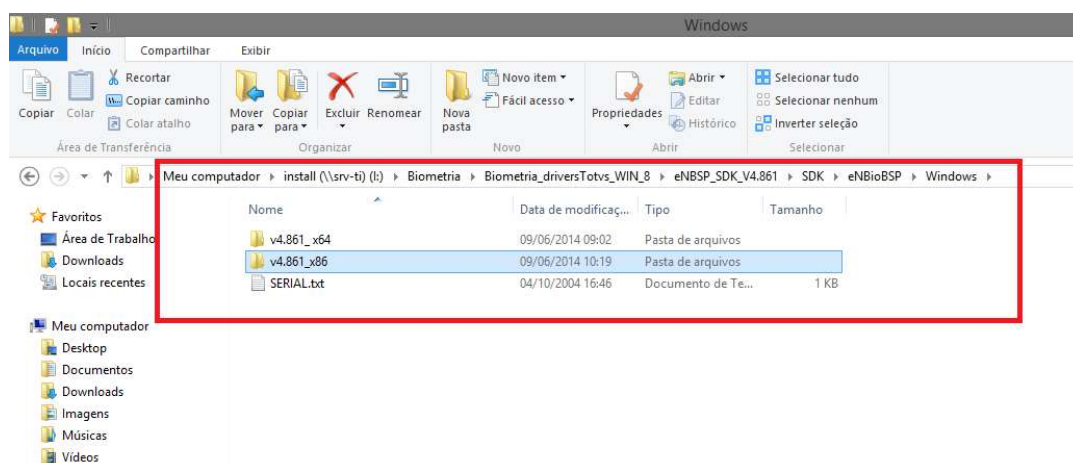 Windows
Arquivo Início Compartilhar Exibir
Copiar
Colar
Recortar
Copiar caminho
Colar atalho
Área de Transferência
Mover para
Copiar para
Excluir
Renomear
Organizar
Nova pasta
Novo item
Fácil acesso
Novo
Propriedades
Abrir
Editar
Histórico
Abrir
Selecionar tudo
Selecionar nenhum
Inverter seleção
Selecionar
Meu computador install (\\srv-ti) (I:) Biometria Biometria_driversTotvs_WIN_8 eNBSP_SDK_V4.861 SDK eNBioBSP Windows
Favoritos
Área de Trabalho
Downloads
Locais recentes
Meu computador
Desktop
Documentos
Downloads
Imagens
Músicas
Vídeos
Nome Data de modificaç... Tipo Tamanho
v4.861_ x64 09/06/2014 09:02 Pasta de arquivos
v4.861_x86 09/06/2014 10:19 Pasta de arquivos
SERIAL.txt 04/10/2004 16:46 Documento de Te... 1 KB